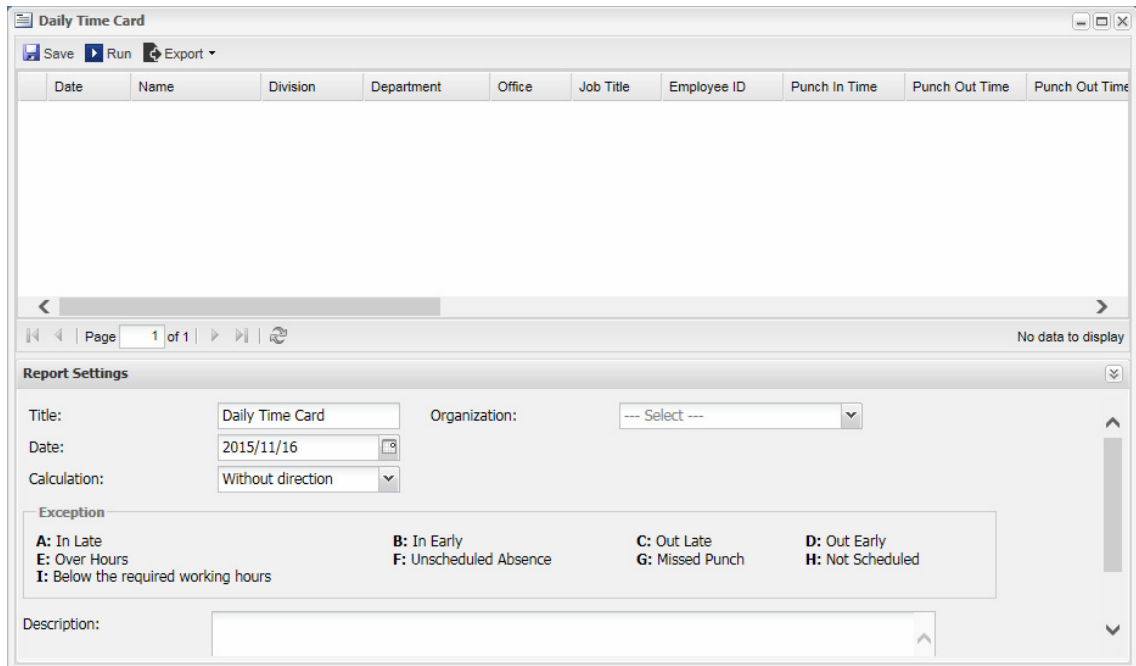 Daily Time Card
Save Run Export
Date Name Division Department Office Job Title Employee ID Punch In Time Punch Out Time Punch Out Time
Page 1 of 1 No data to display
Report Settings
Title: Daily Time Card Organization: --- Select ---
Date: 2015/11/16
Calculation: Without direction
Exception
A: In Late B: In Early C: Out Late D: Out Early
E: Over Hours F: Unscheduled Absence G: Missed Punch H: Not Scheduled
I: Below the required working hours
Description: